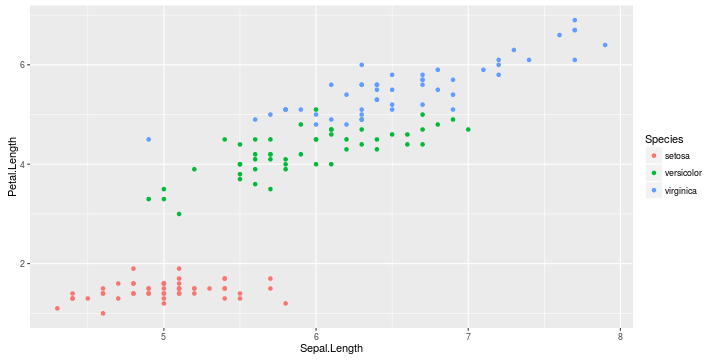 Petal.Length
6
4
2
5
6
7
8
Sepal.Length
Species
setosa
versicolor
virginica